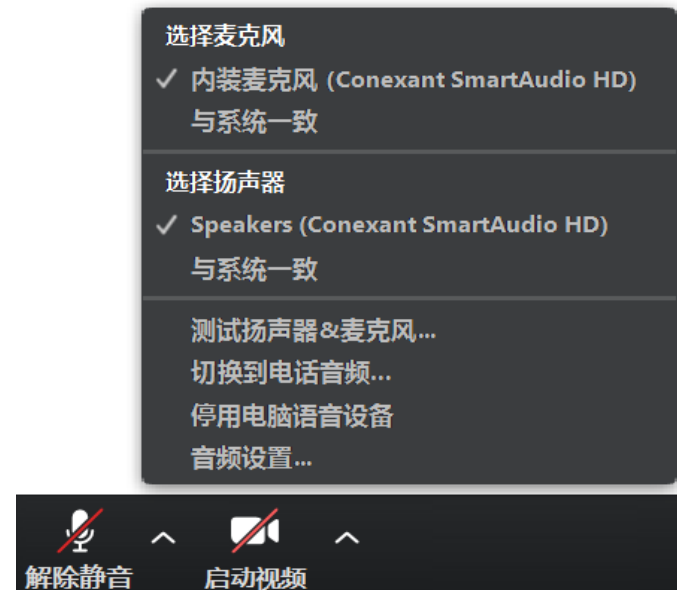 选择麦克风
内装麦克风 (Conexant SmartAudio HD)
与系统一致
选择扬声器
Speakers (Conexant SmartAudio HD)
与系统一致
测试扬声器&麦克风...
切换到电话音频...
停用电脑语音设备
音频设置...
解除静音
启动视频